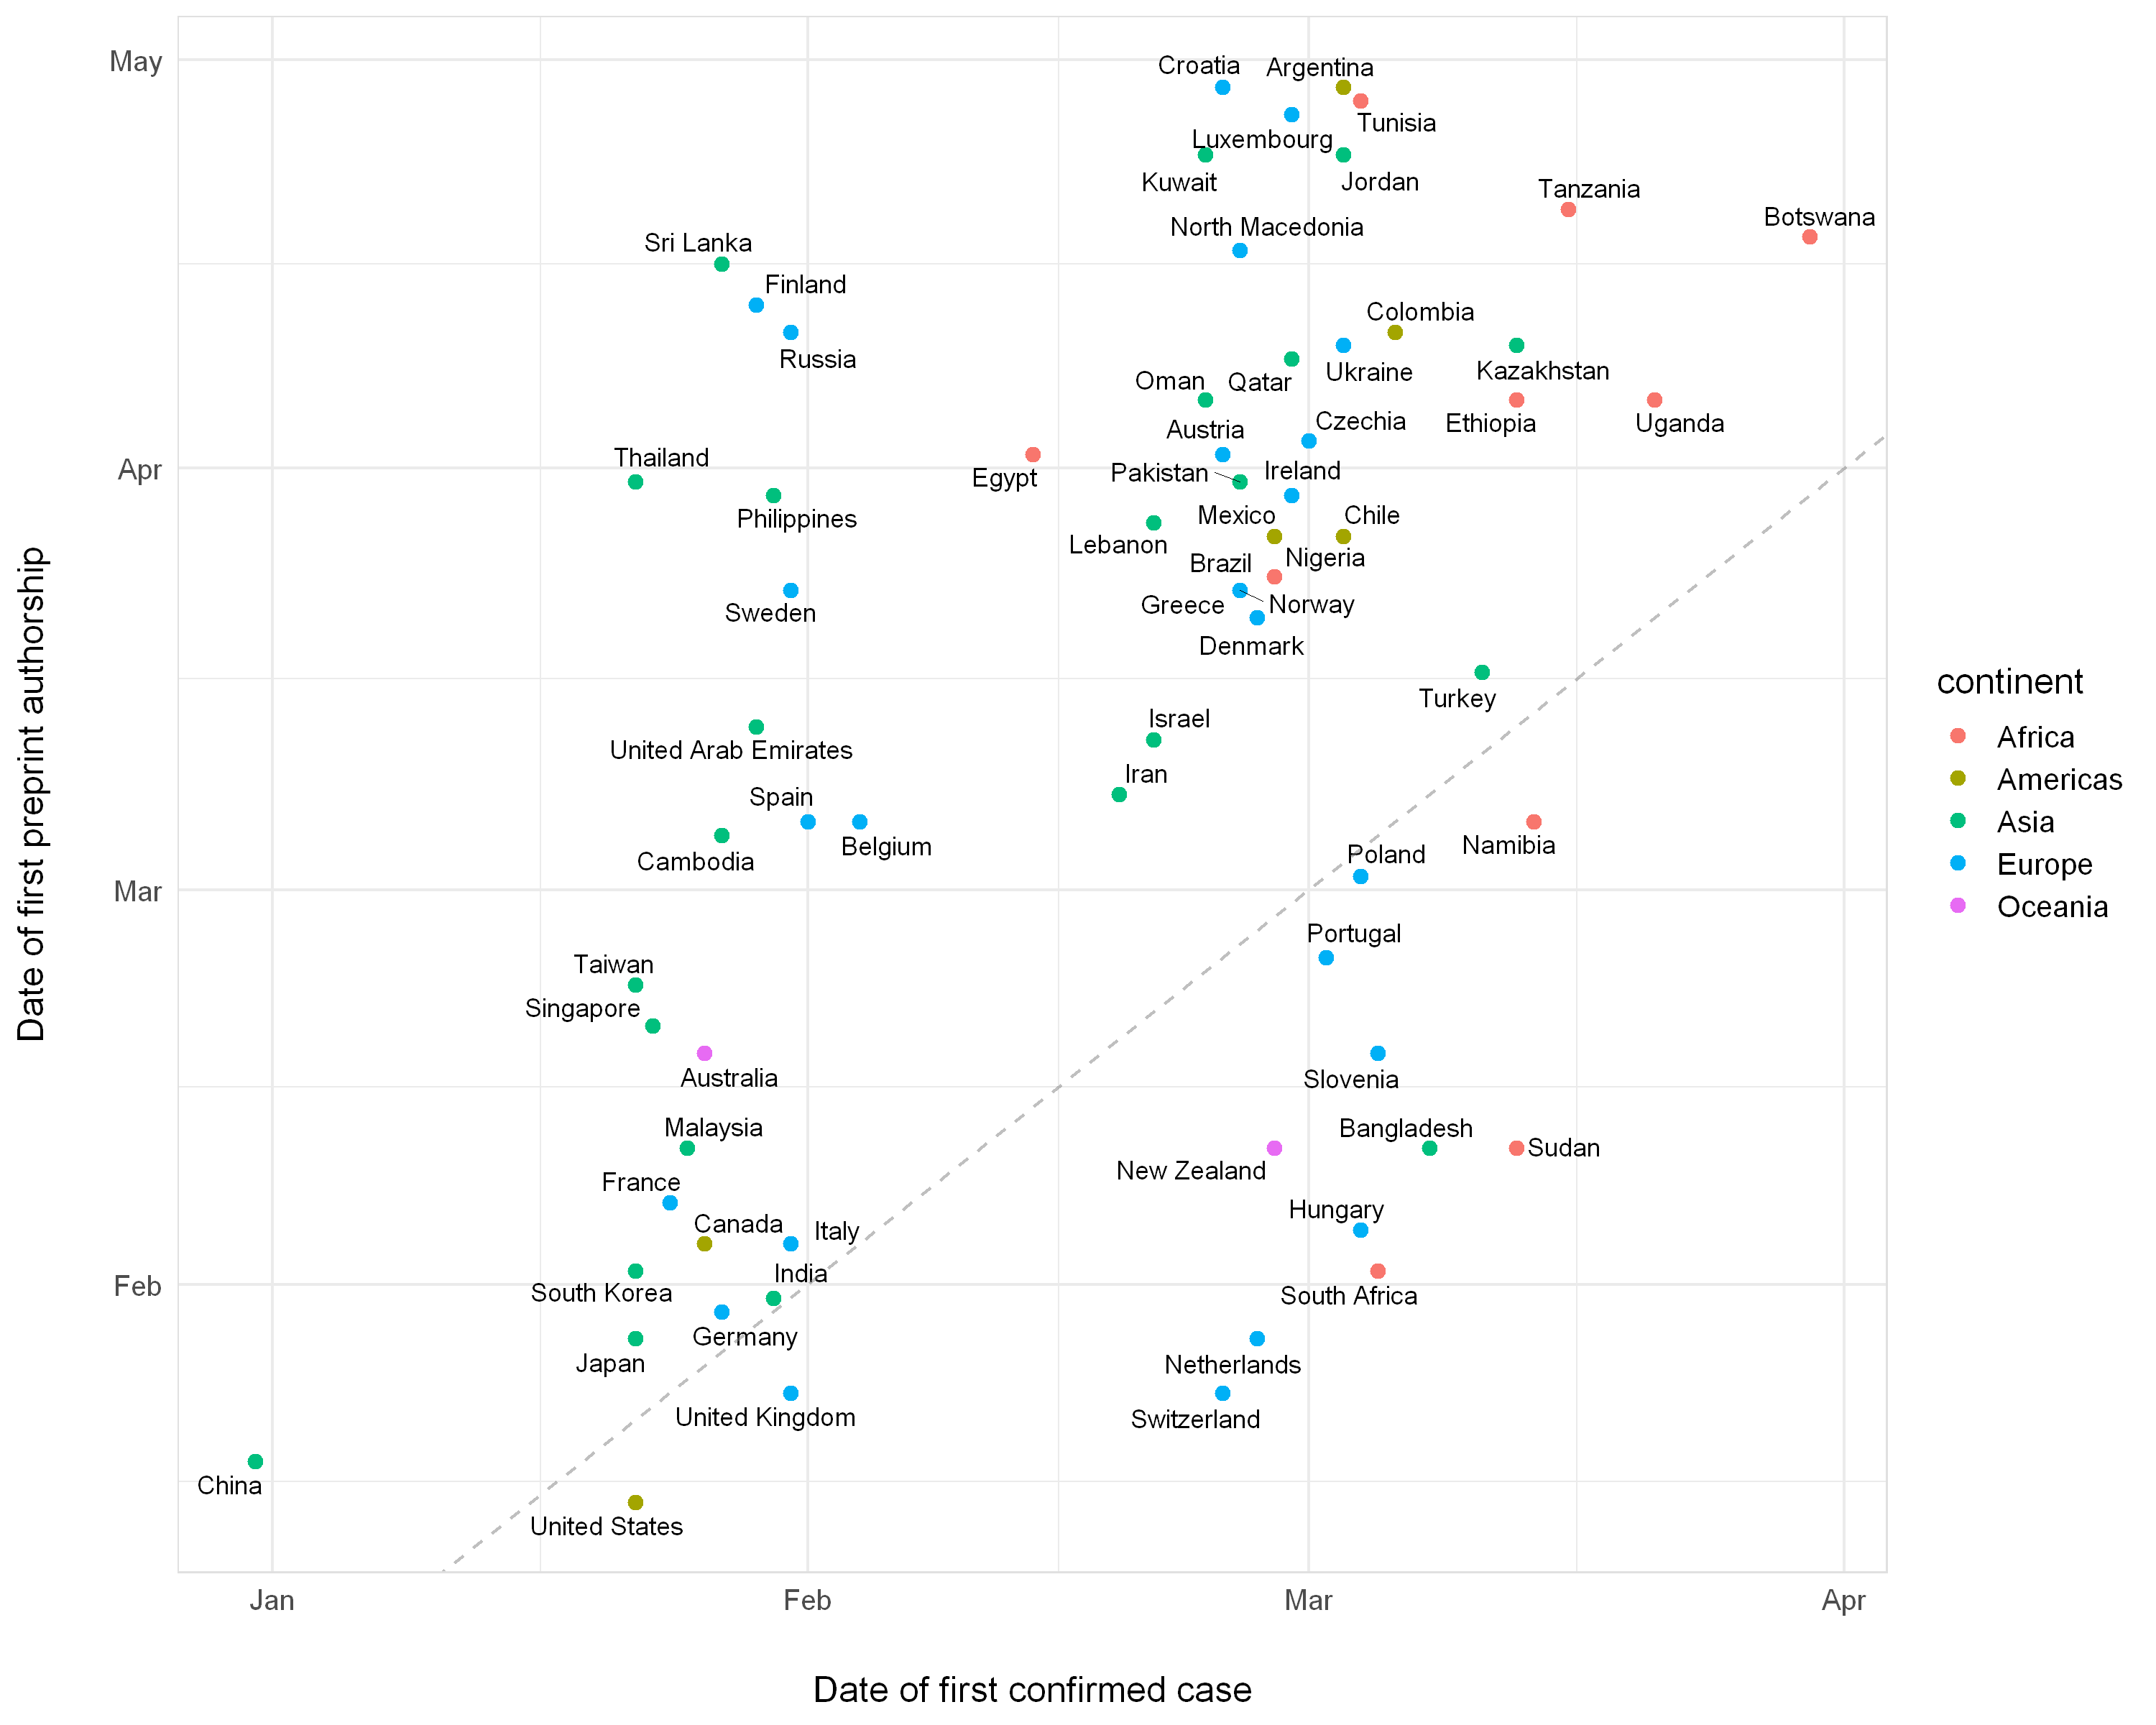 May
Croatia
Argentina
Tunisia
Luxembourg
Kuwait
Jordan
Tanzania
Botswana
North Macedonia
Sri Lanka
Finland
Colombia
Russia
Oman
Qatar
Ukraine
Kazakhstan
Ethiopia
Uganda
Czechia
Austria
Apr
Thailand
Egypt
Pakistan
Ireland
Philippines
Mexico
Chile
Lebanon
Brazil
Nigeria
Sweden
Greece
Norway
Denmark
Turkey
Israel
United Arab Emirates
Iran
Spain
Belgium
Cambodia
Namibia
Poland
Mar
Portugal
Taiwan
Singapore
Australia
Slovenia
Malaysia
Bangladesh
Sudan
New Zealand
France
Hungary
Canada
Italy
India
Feb
South Korea
South Africa
Germany
Japan
Netherlands
United Kingdom
Switzerland
China
United States
Jan
Feb
Mar
Apr
Date of first confirmed case
Date of first preprint authorship
continent
Africa
Americas
Asia
Europe
Oceania